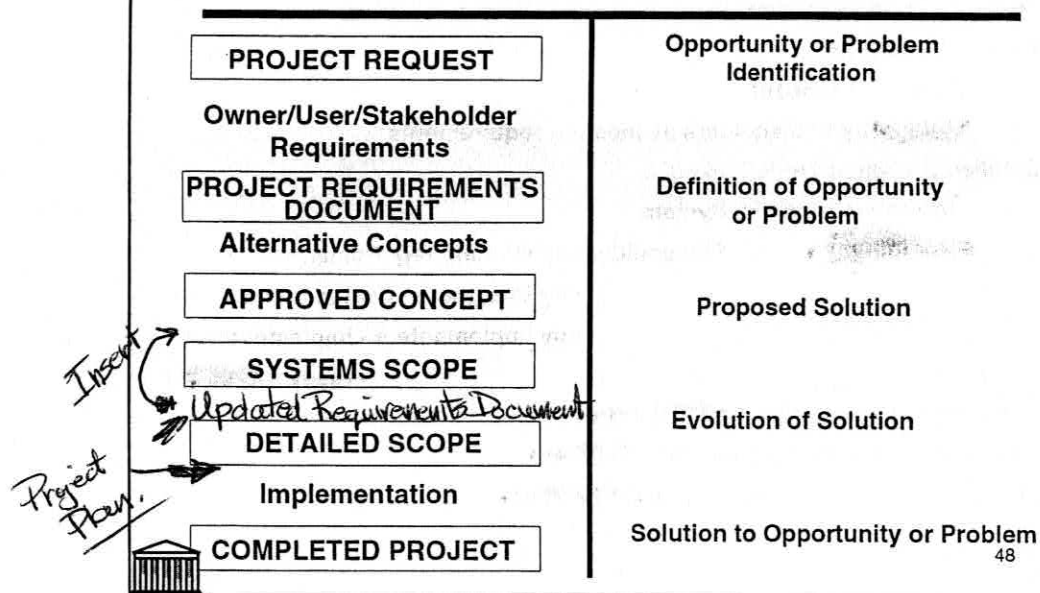 PROJECT REQUEST
Opportunity or Problem
Identification
Owner/User/Stakeholder
Requirements
PROJECT REQUIREMENTS
DOCUMENT
Definition of Opportunity
or Problem
Alternative Concepts
APPROVED CONCEPT
Proposed Solution
Insert
SYSTEMS SCOPE
Updated Requirements Document
Evolution of Solution
DETAILED SCOPE
Project
Plan.
Implementation
COMPLETED PROJECT
Solution to Opportunity or Problem
48